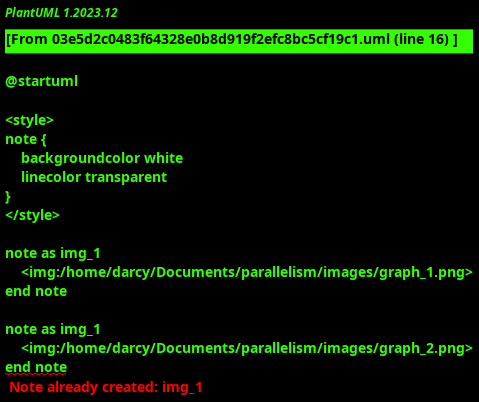 PlantUML 1.2023.12
[From 03e5d2c0483f64328e0b8d919f2efc8bc5cf19c1.uml (line 16) ]
@startuml
<style>
note {
    backgroundcolor white
    linecolor transparent
}
</style>
note as img_1
    <img:/home/darcy/Documents/parallelism/images/graph_1.png>
end note
note as img_1
    <img:/home/darcy/Documents/parallelism/images/graph_2.png>
end note
Note already created: img_1